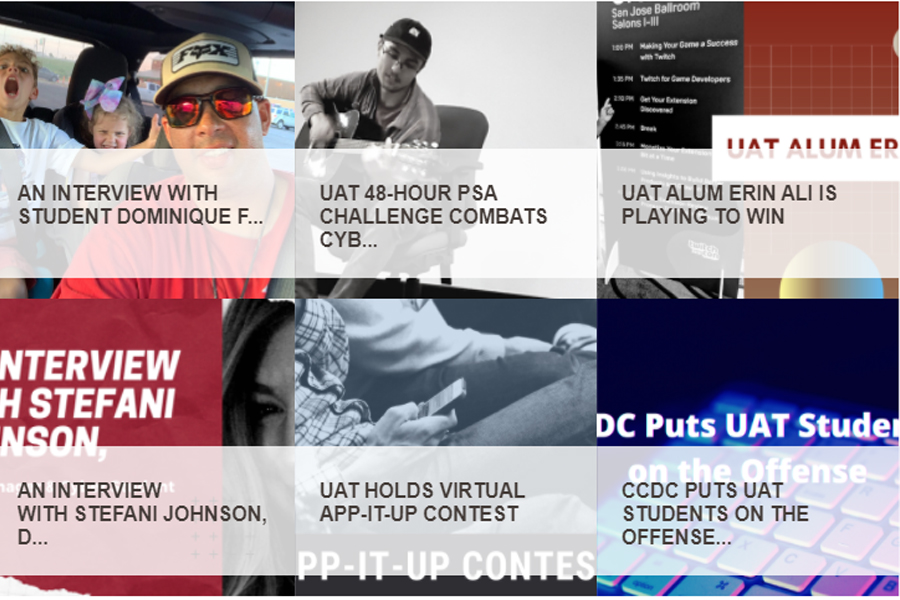 FOX
AN INTERVIEW WITH
STUDENT DOMINIQUE F...
UAT 48-HOUR PSA
CHALLENGE COMBATS
CYB...
San Jose Ballroom
Salons I-III
1:00 PM Making Your Game a Success
with Twitch
1:35 PM Twitch for Game Developers
2:10 PM Get Your Extension
Discovered
2:45 PM Break
UAT ALUM ER
UAT ALUM ERIN ALI IS
PLAYING TO WIN
NTERVIEW
H STEFANI
NSON,
AN INTERVIEW
WITH STEFANI JOHNSON,
D...
UAT HOLDS VIRTUAL
APP-IT-UP CONTEST
PP-IT-UP CONTES
DC Puts UAT Studen
on the Offense
CCDC PUTS UAT
STUDENTS ON THE
OFFENSE...